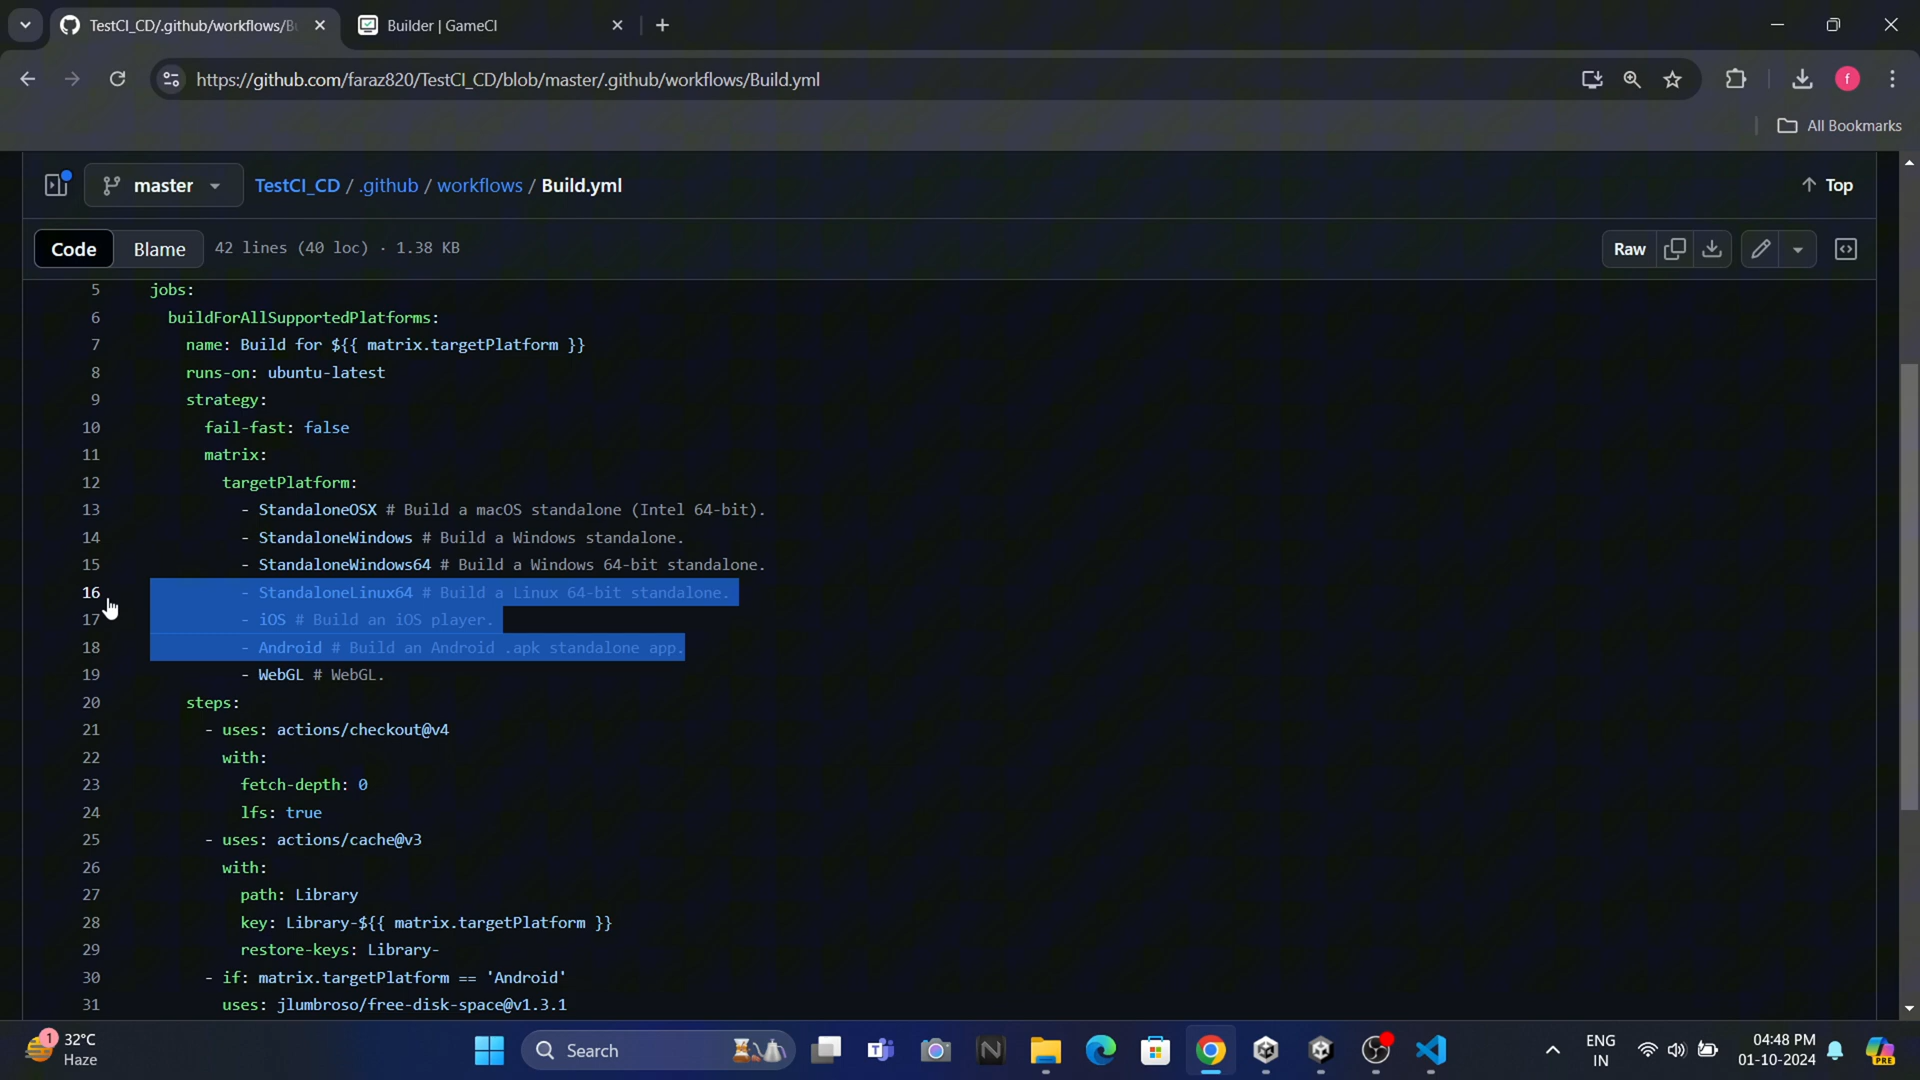 TestCI_CD/.github/workflows/Bu
Builder | GameCI
https://github.com/faraz820/TestCI_CD/blob/master/.github/workflows/Build.yml
f
All Bookmarks
master
TestCI_CD / .github / workflows / Build.yml
Top
Code
Blame
42 lines (40 loc) · 1.38 KB
Raw
5 jobs:
6 buildForAllSupportedPlatforms:
7 name: Build for ${{ matrix.targetPlatform }}
8 runs-on: ubuntu-latest
9 strategy:
10 fail-fast: false
11 matrix:
12 targetPlatform:
13 - StandaloneOSX # Build a macOS standalone (Intel 64-bit).
14 - StandaloneWindows # Build a Windows standalone.
15 - StandaloneWindows64 # Build a Windows 64-bit standalone.
16 - StandaloneLinux64 # Build a Linux 64-bit standalone.
17 - iOS # Build an iOS player.
18 - Android # Build an Android .apk standalone app.
19 - WebGL # WebGL.
20 steps:
21 - uses: actions/checkout@v4
22 with:
23 fetch-depth: 0
24 lfs: true
25 - uses: actions/cache@v3
26 with:
27 path: Library
28 key: Library-${{ matrix.targetPlatform }}
29 restore-keys: Library-
30 - if: matrix.targetPlatform == 'Android'
31 uses: jlumbroso/free-disk-space@v1.3.1
1
32°C
Haze
Search
ENG
IN
04:48 PM
01-10-2024
PRE